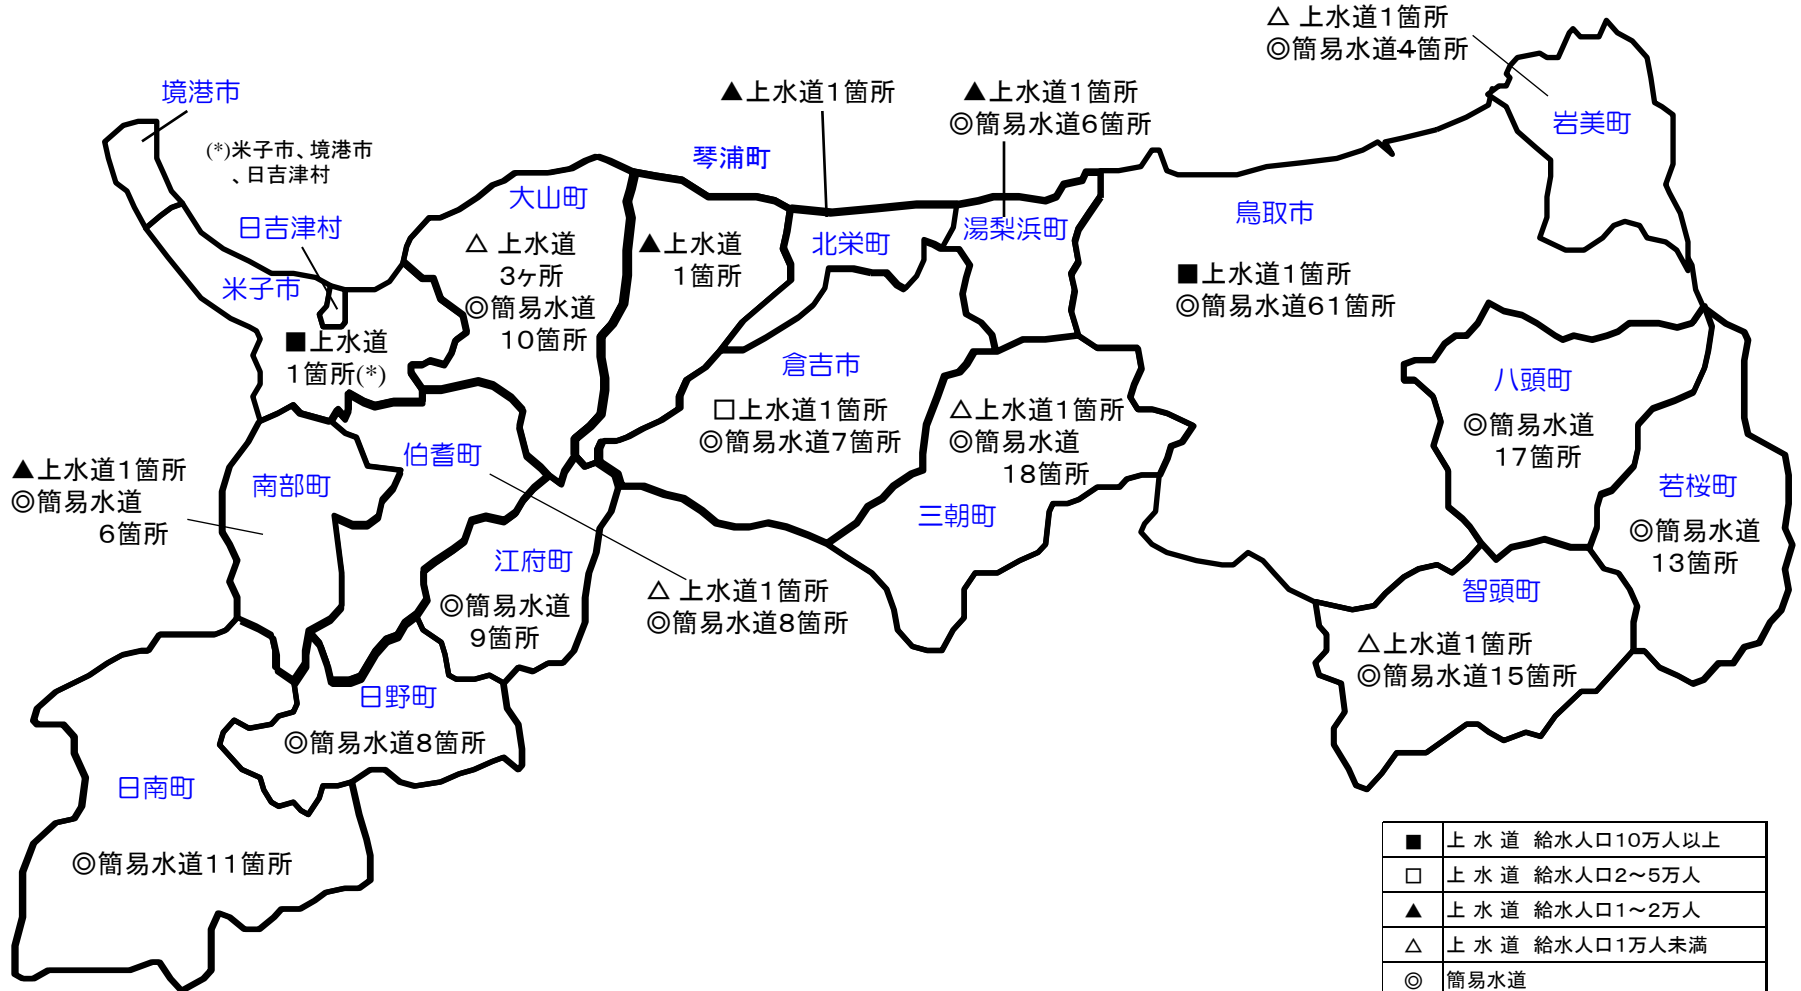 △ 上水道1箇所
◎簡易水道4箇所
岩美町
境港市
(*)米子市、境港市
、日吉津村
日吉津村
米子市
■上水道
1箇所(*)
大山町
△ 上水道
3ヶ所
◎簡易水道
10箇所
琴浦町
▲上水道
1箇所
▲上水道1箇所
北栄町
▲上水道1箇所
◎簡易水道6箇所
湯梨浜町
鳥取市
■上水道1箇所
◎簡易水道61箇所
倉吉市
□上水道1箇所
◎簡易水道7箇所
△上水道1箇所
◎簡易水道
18箇所
三朝町
八頭町
◎簡易水道
17箇所
若桜町
◎簡易水道
13箇所
智頭町
△上水道1箇所
◎簡易水道15箇所
▲上水道1箇所
◎簡易水道
6箇所
南部町
伯耆町
△ 上水道1箇所
◎簡易水道8箇所
江府町
◎簡易水道
9箇所
日野町
◎簡易水道8箇所
日南町
◎簡易水道11箇所
■ 上 水 道 給水人口10万人以上
□ 上 水 道 給水人口2～5万人
▲ 上 水 道 給水人口1～2万人
△ 上 水 道 給水人口1万人未満
◎ 簡易水道